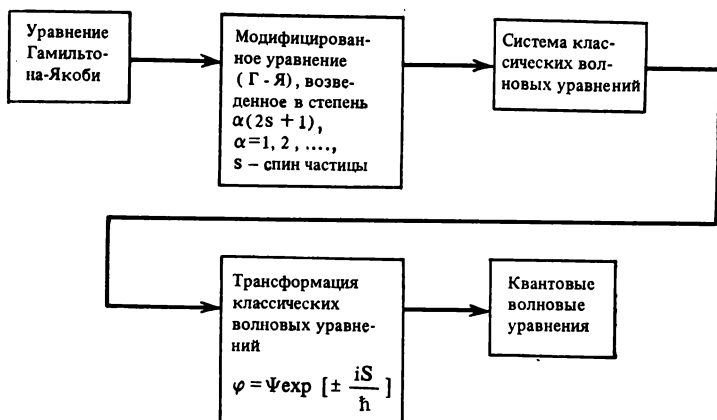 Уравнение
Гамильто-
на-Якоби
Модифицирован-
ное уравнение
( Г - Я ), возве-
денное в степень
α(2s + 1),
α=1, 2 , ....,
s – спин частицы
Система клас-
сических вол-
новых уравнений
Трансформация
классических
волновых уравне-
ний
φ = Ψexp [ ± iS/ħ ]
Квантовые
волновые
уравнения